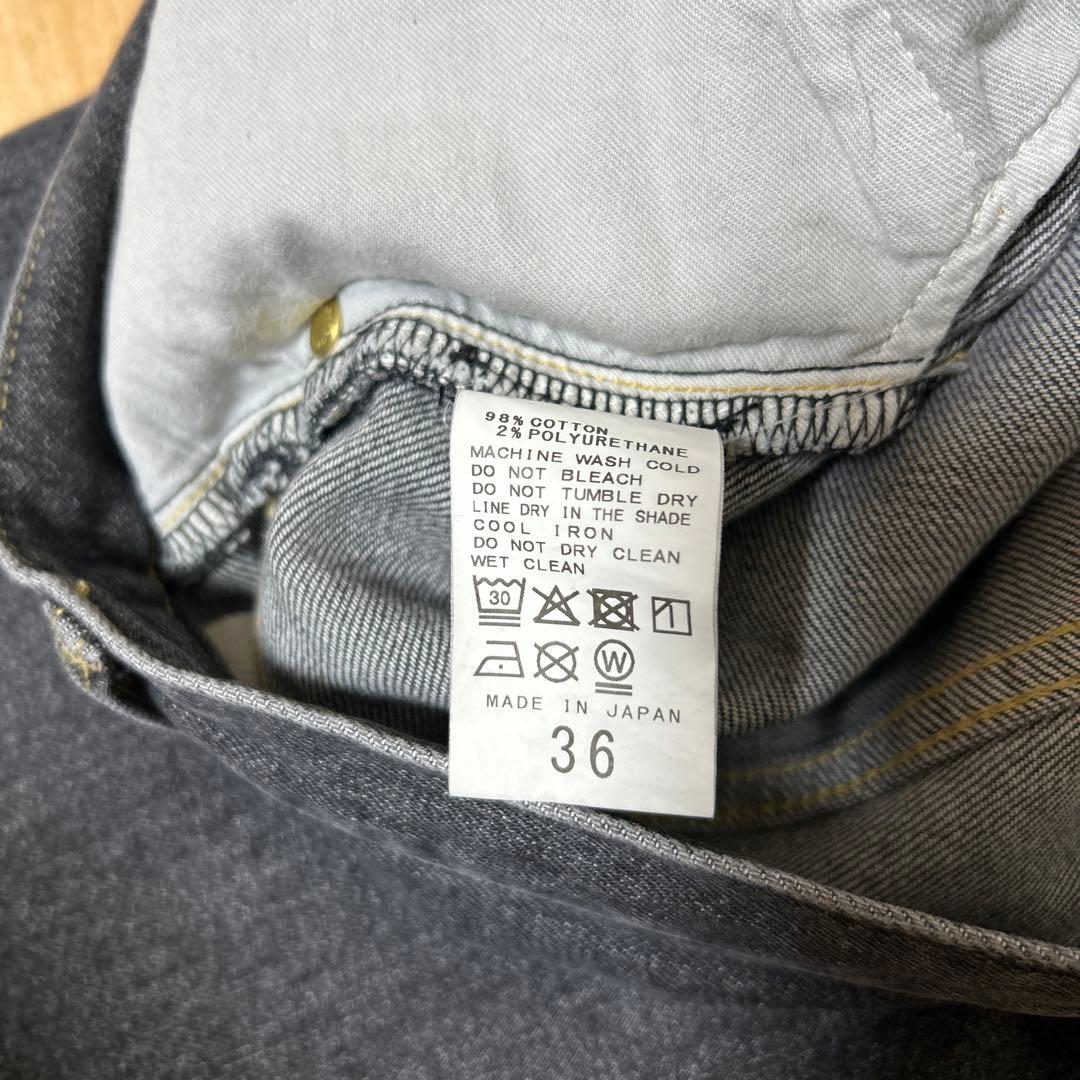 98% COTTON
2% POLYURETHANE
MACHINE WASH COLD
DO NOT BLEACH
DO NOT TUMBLE DRY
LINE DRY IN THE SHADE
COOL IRON
DO NOT DRY CLEAN
WET CLEAN
30
W
MADE IN JAPAN
36